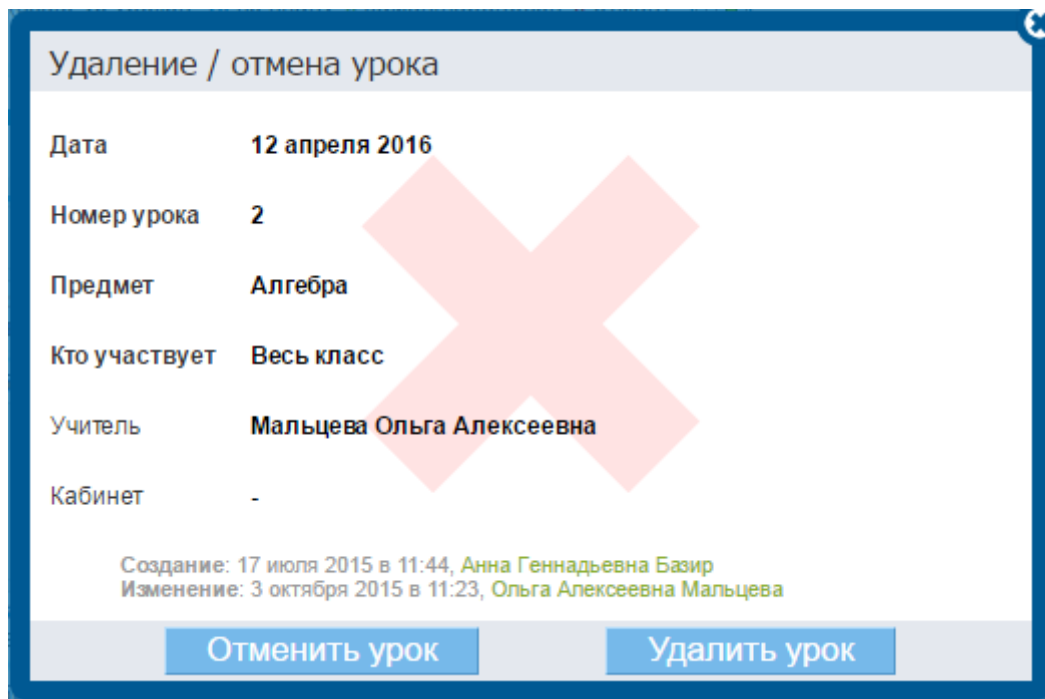 Удаление / отмена урока
Дата 12 апреля 2016
Номер урока 2
Предмет Алгебра
Кто участвует Весь класс
Учитель Мальцева Ольга Алексеевна
Кабинет -
Создание: 17 июля 2015 в 11:44, Анна Геннадьевна Базир
Изменение: 3 октября 2015 в 11:23, Ольга Алексеевна Мальцева
Отменить урок Удалить урок